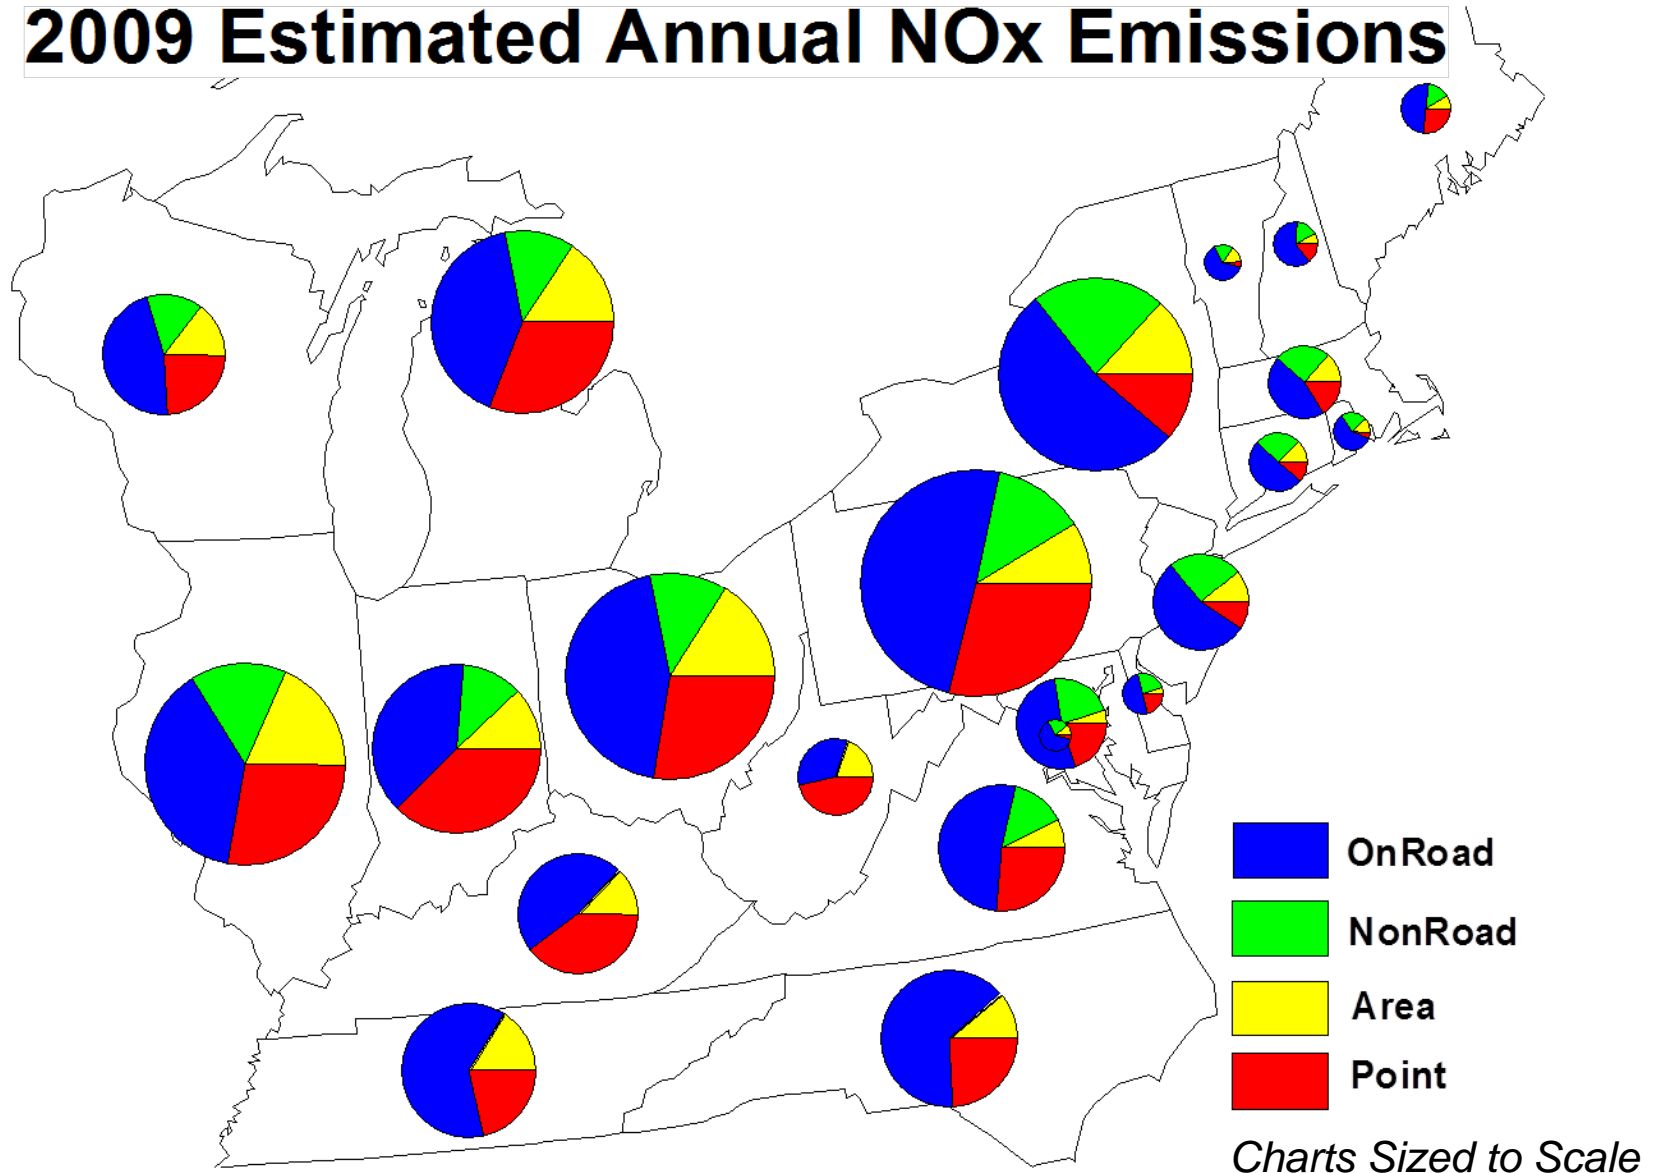 2009 Estimated Annual NOx Emissions
OnRoad
NonRoad
Area
Point
Charts Sized to Scale